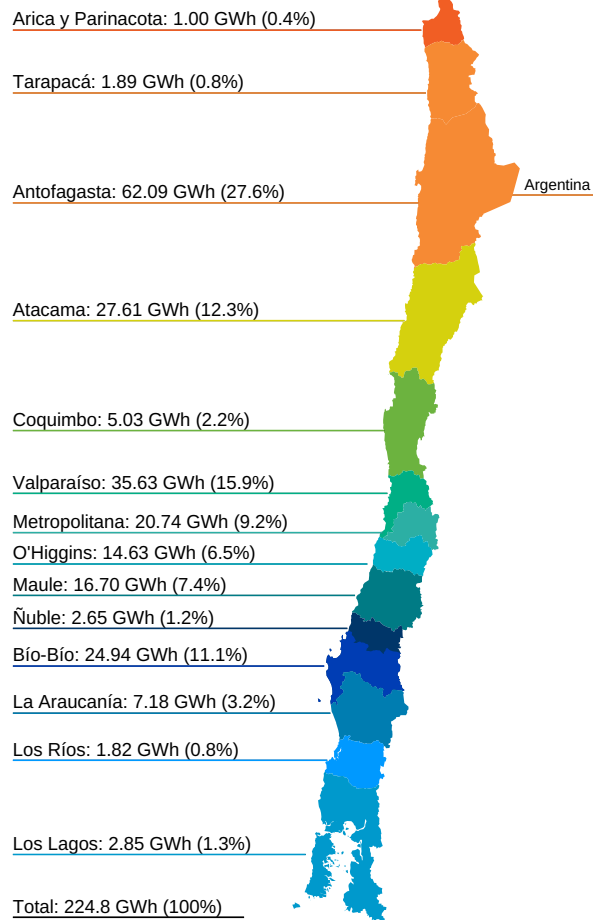 Arica y Parinacota: 1.00 GWh (0.4%)
Tarapacá: 1.89 GWh (0.8%)
Antofagasta: 62.09 GWh (27.6%)
Argentina
Atacama: 27.61 GWh (12.3%)
Coquimbo: 5.03 GWh (2.2%)
Valparaíso: 35.63 GWh (15.9%)
Metropolitana: 20.74 GWh (9.2%)
O'Higgins: 14.63 GWh (6.5%)
Maule: 16.70 GWh (7.4%)
Ñuble: 2.65 GWh (1.2%)
Bío-Bío: 24.94 GWh (11.1%)
La Araucanía: 7.18 GWh (3.2%)
Los Ríos: 1.82 GWh (0.8%)
Los Lagos: 2.85 GWh (1.3%)
Total: 224.8 GWh (100%)